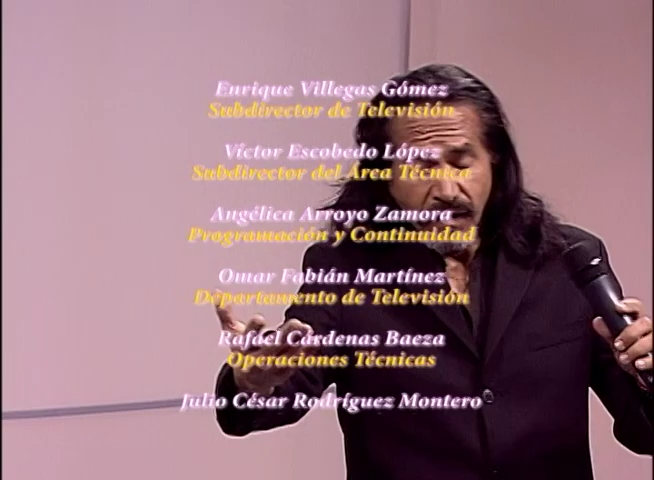 Enrique Villegas Gómez
Subdirector de Televisión
Víctor Escobedo López
Subdirector del Área Técnica
Angélica Arroyo Zamora
Programación y Continuidad
Omar Fabián Martínez
Departamento de Televisión
Rafael Cárdenas Baeza
Operaciones Técnicas
Julio César Rodríguez Montero